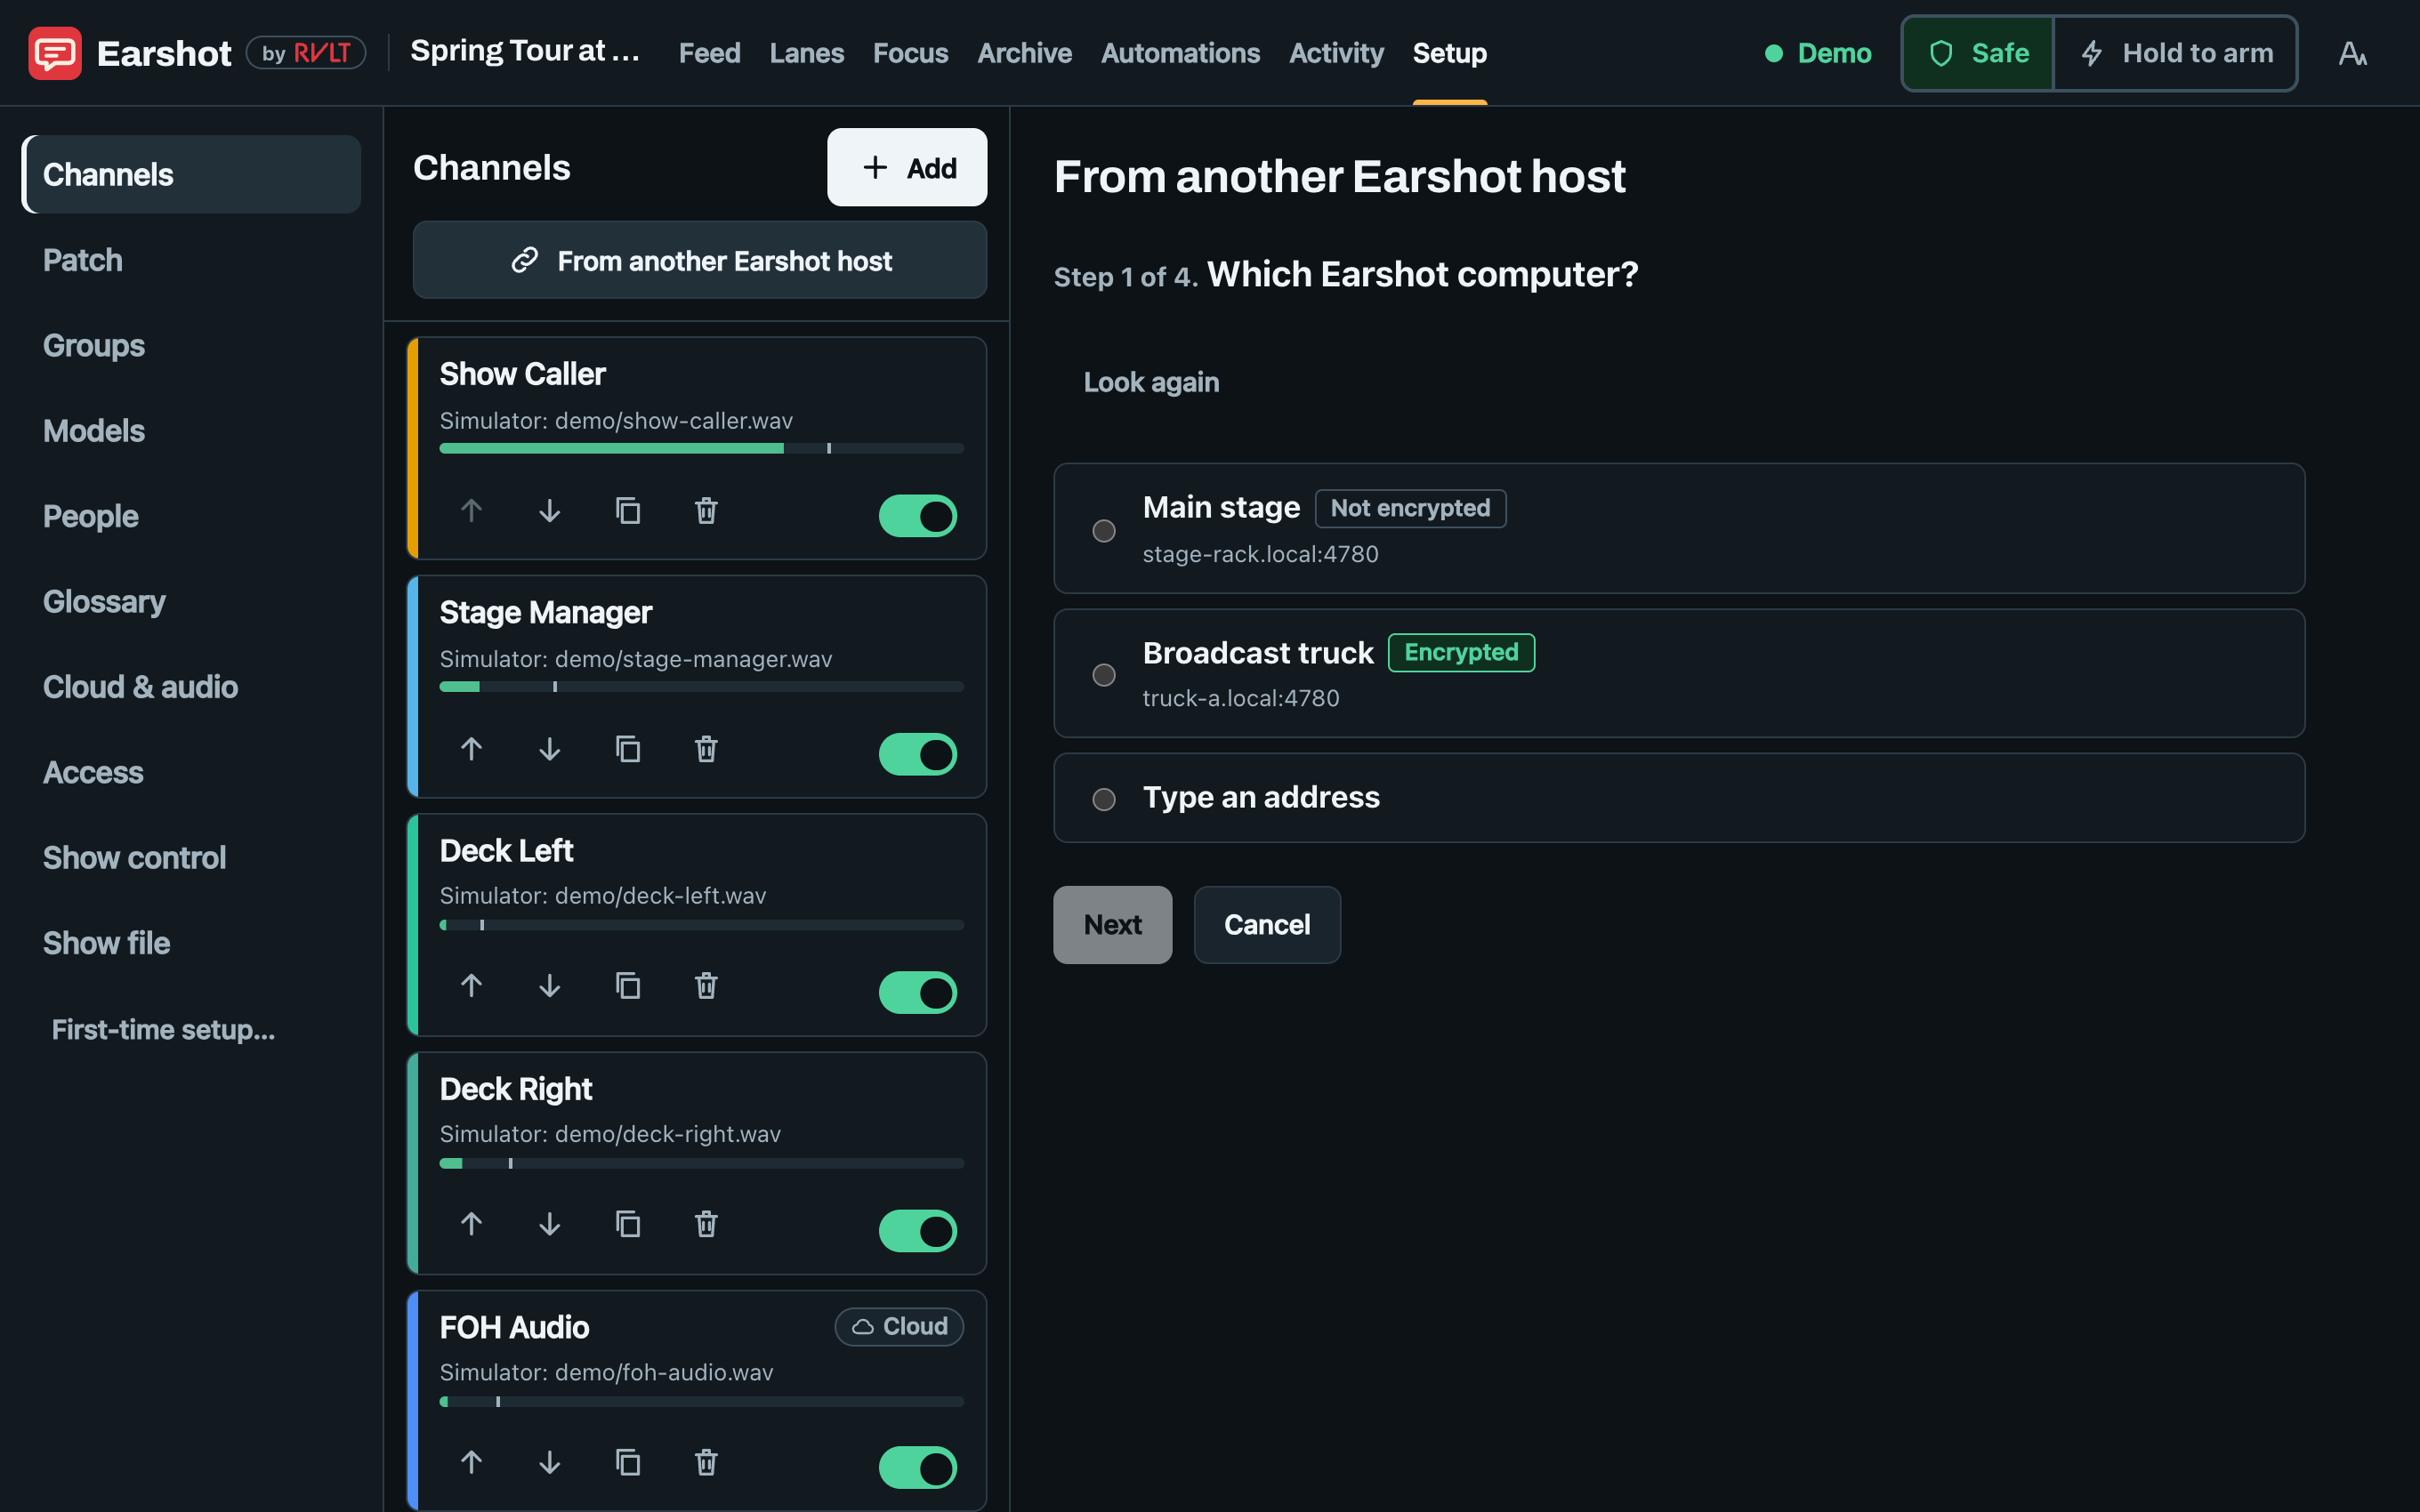 Earshot by RVLT Spring Tour at ... Feed Lanes Focus Archive Automations Activity Setup Demo Safe Hold to arm
Channels
Patch
Groups
Models
People
Glossary
Cloud & audio
Access
Show control
Show file
First-time setup...
Channels
Add
From another Earshot host
Show Caller
Simulator: demo/show-caller.wav
Stage Manager
Simulator: demo/stage-manager.wav
Deck Left
Simulator: demo/deck-left.wav
Deck Right
Simulator: demo/deck-right.wav
FOH Audio Cloud
Simulator: demo/foh-audio.wav
From another Earshot host
Step 1 of 4. Which Earshot computer?
Look again
Main stage Not encrypted
stage-rack.local:4780
Broadcast truck Encrypted
truck-a.local:4780
Type an address
Next Cancel